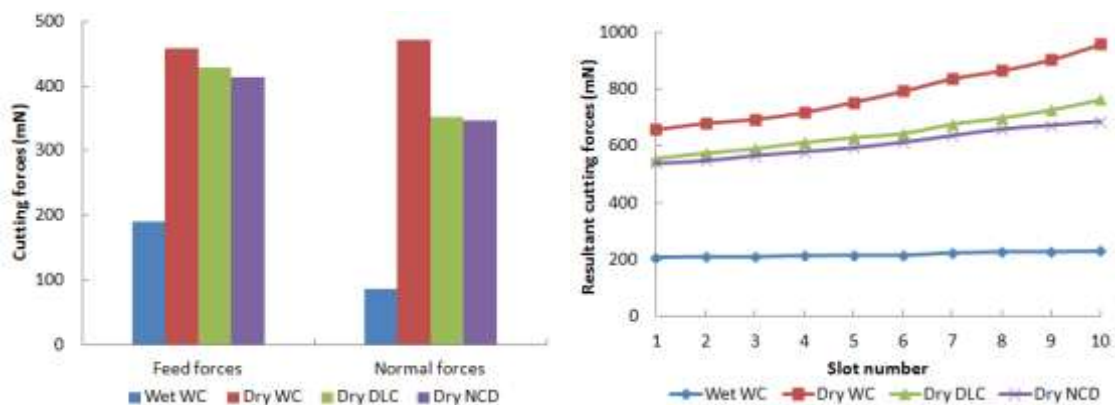 Cutting forces (mN)
500
400
300
200
100
0
Feed forces Normal forces
Wet WC Dry WC Dry DLC Dry NCD
Resultant cutting forces (mN)
1000
800
600
400
200
0
1 2 3 4 5 6 7 8 9 10
Slot number
Wet WC Dry WC Dry DLC Dry NCD